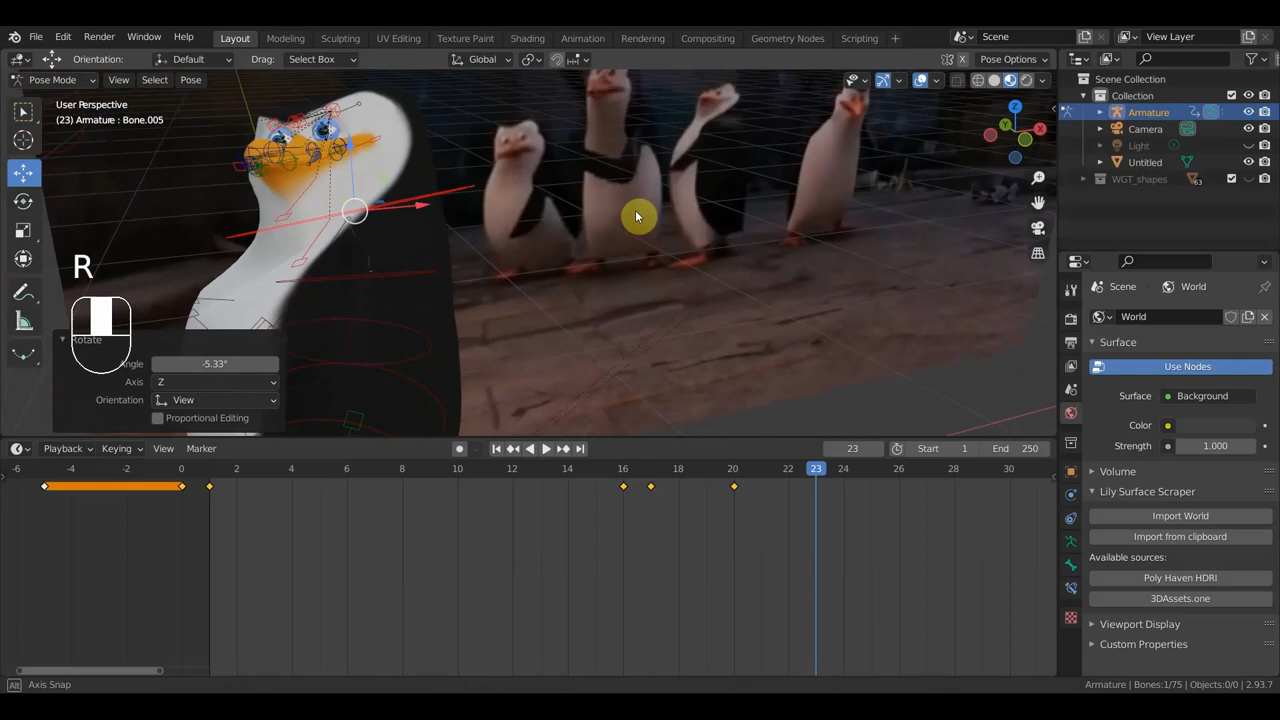 File Edit Render Window Help Layout Modeling Sculpting UV Editing Texture Paint Shading Animation Rendering Compositing Geometry Nodes Scripting + Scene View Layer
Orientation: Default Drag: Select Box Global X Pose Options
Pose Mode View Select Pose
User Perspective
(23) Armature : Bone.005
Z
X
Y
R
Rotate
Angle -5.33°
Axis Z
Orientation View
Proportional Editing
Scene Collection
Collection
Armature
Camera
Light
Untitled
WGT_shapes 63
Scene World
World
Surface
Use Nodes
Surface Background
Color
Strength 1.000
Volume
Lily Surface Scraper
Import World
Import from clipboard
Available sources:
Poly Haven HDRI
3DAssets.one
Viewport Display
Custom Properties
Playback Keying View Marker 23 Start 1 End 250
-6 -4 -2 0 2 4 6 8 10 12 14 16 18 20 22 23 24 26 28 30
Alt Axis Snap Armature | Bones:1/75 | Objects:0/0 | 2.93.7